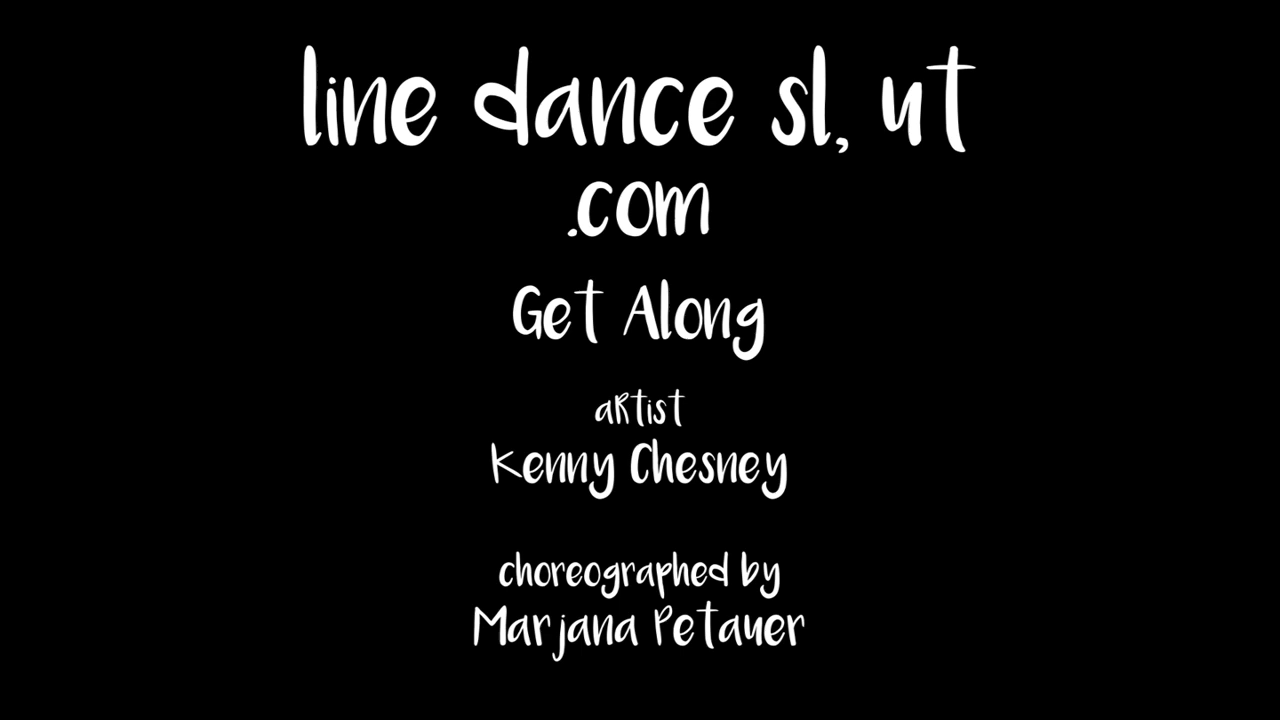 line dance sl, ut
.com
Get Along
aRtist
Kenny Chesney
choreographed by
Marjana Petauer